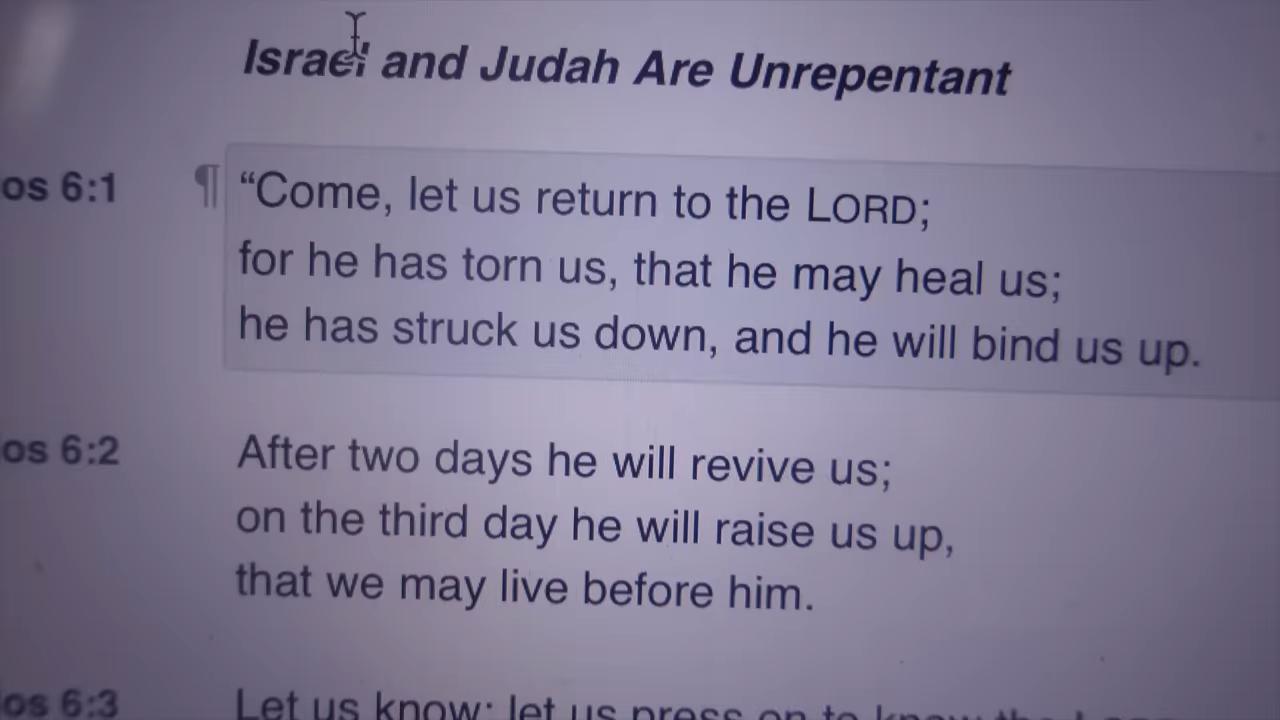 Israel and Judah Are Unrepentant
os 6:1 ¶ “Come, let us return to the LORD;
for he has torn us, that he may heal us;
he has struck us down, and he will bind us up.
os 6:2 After two days he will revive us;
on the third day he will raise us up,
that we may live before him.
os 6:3 Let us know; let us press on to know the